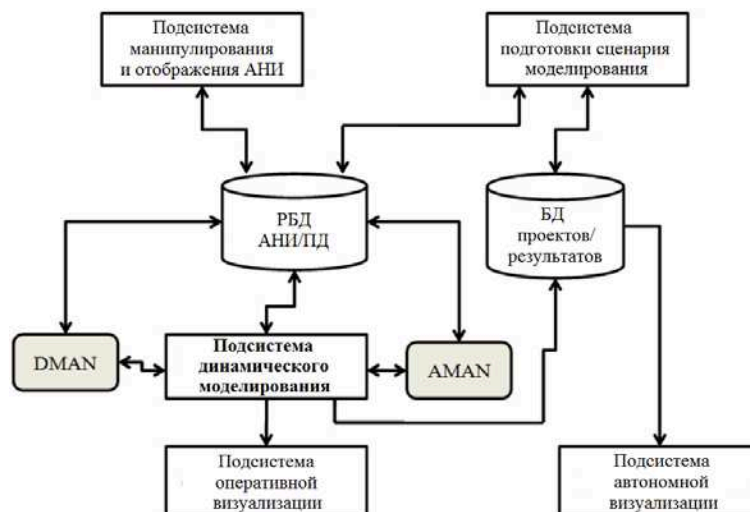 Подсистема
манипулирования
и отображения АНИ
Подсистема
подготовки сценария
моделирования
РБД
АНИ/ПД
БД
проектов/
результатов
DMAN
Подсистема
динамического
моделирования
AMAN
Подсистема
оперативной
визуализации
Подсистема
автономной
визуализации